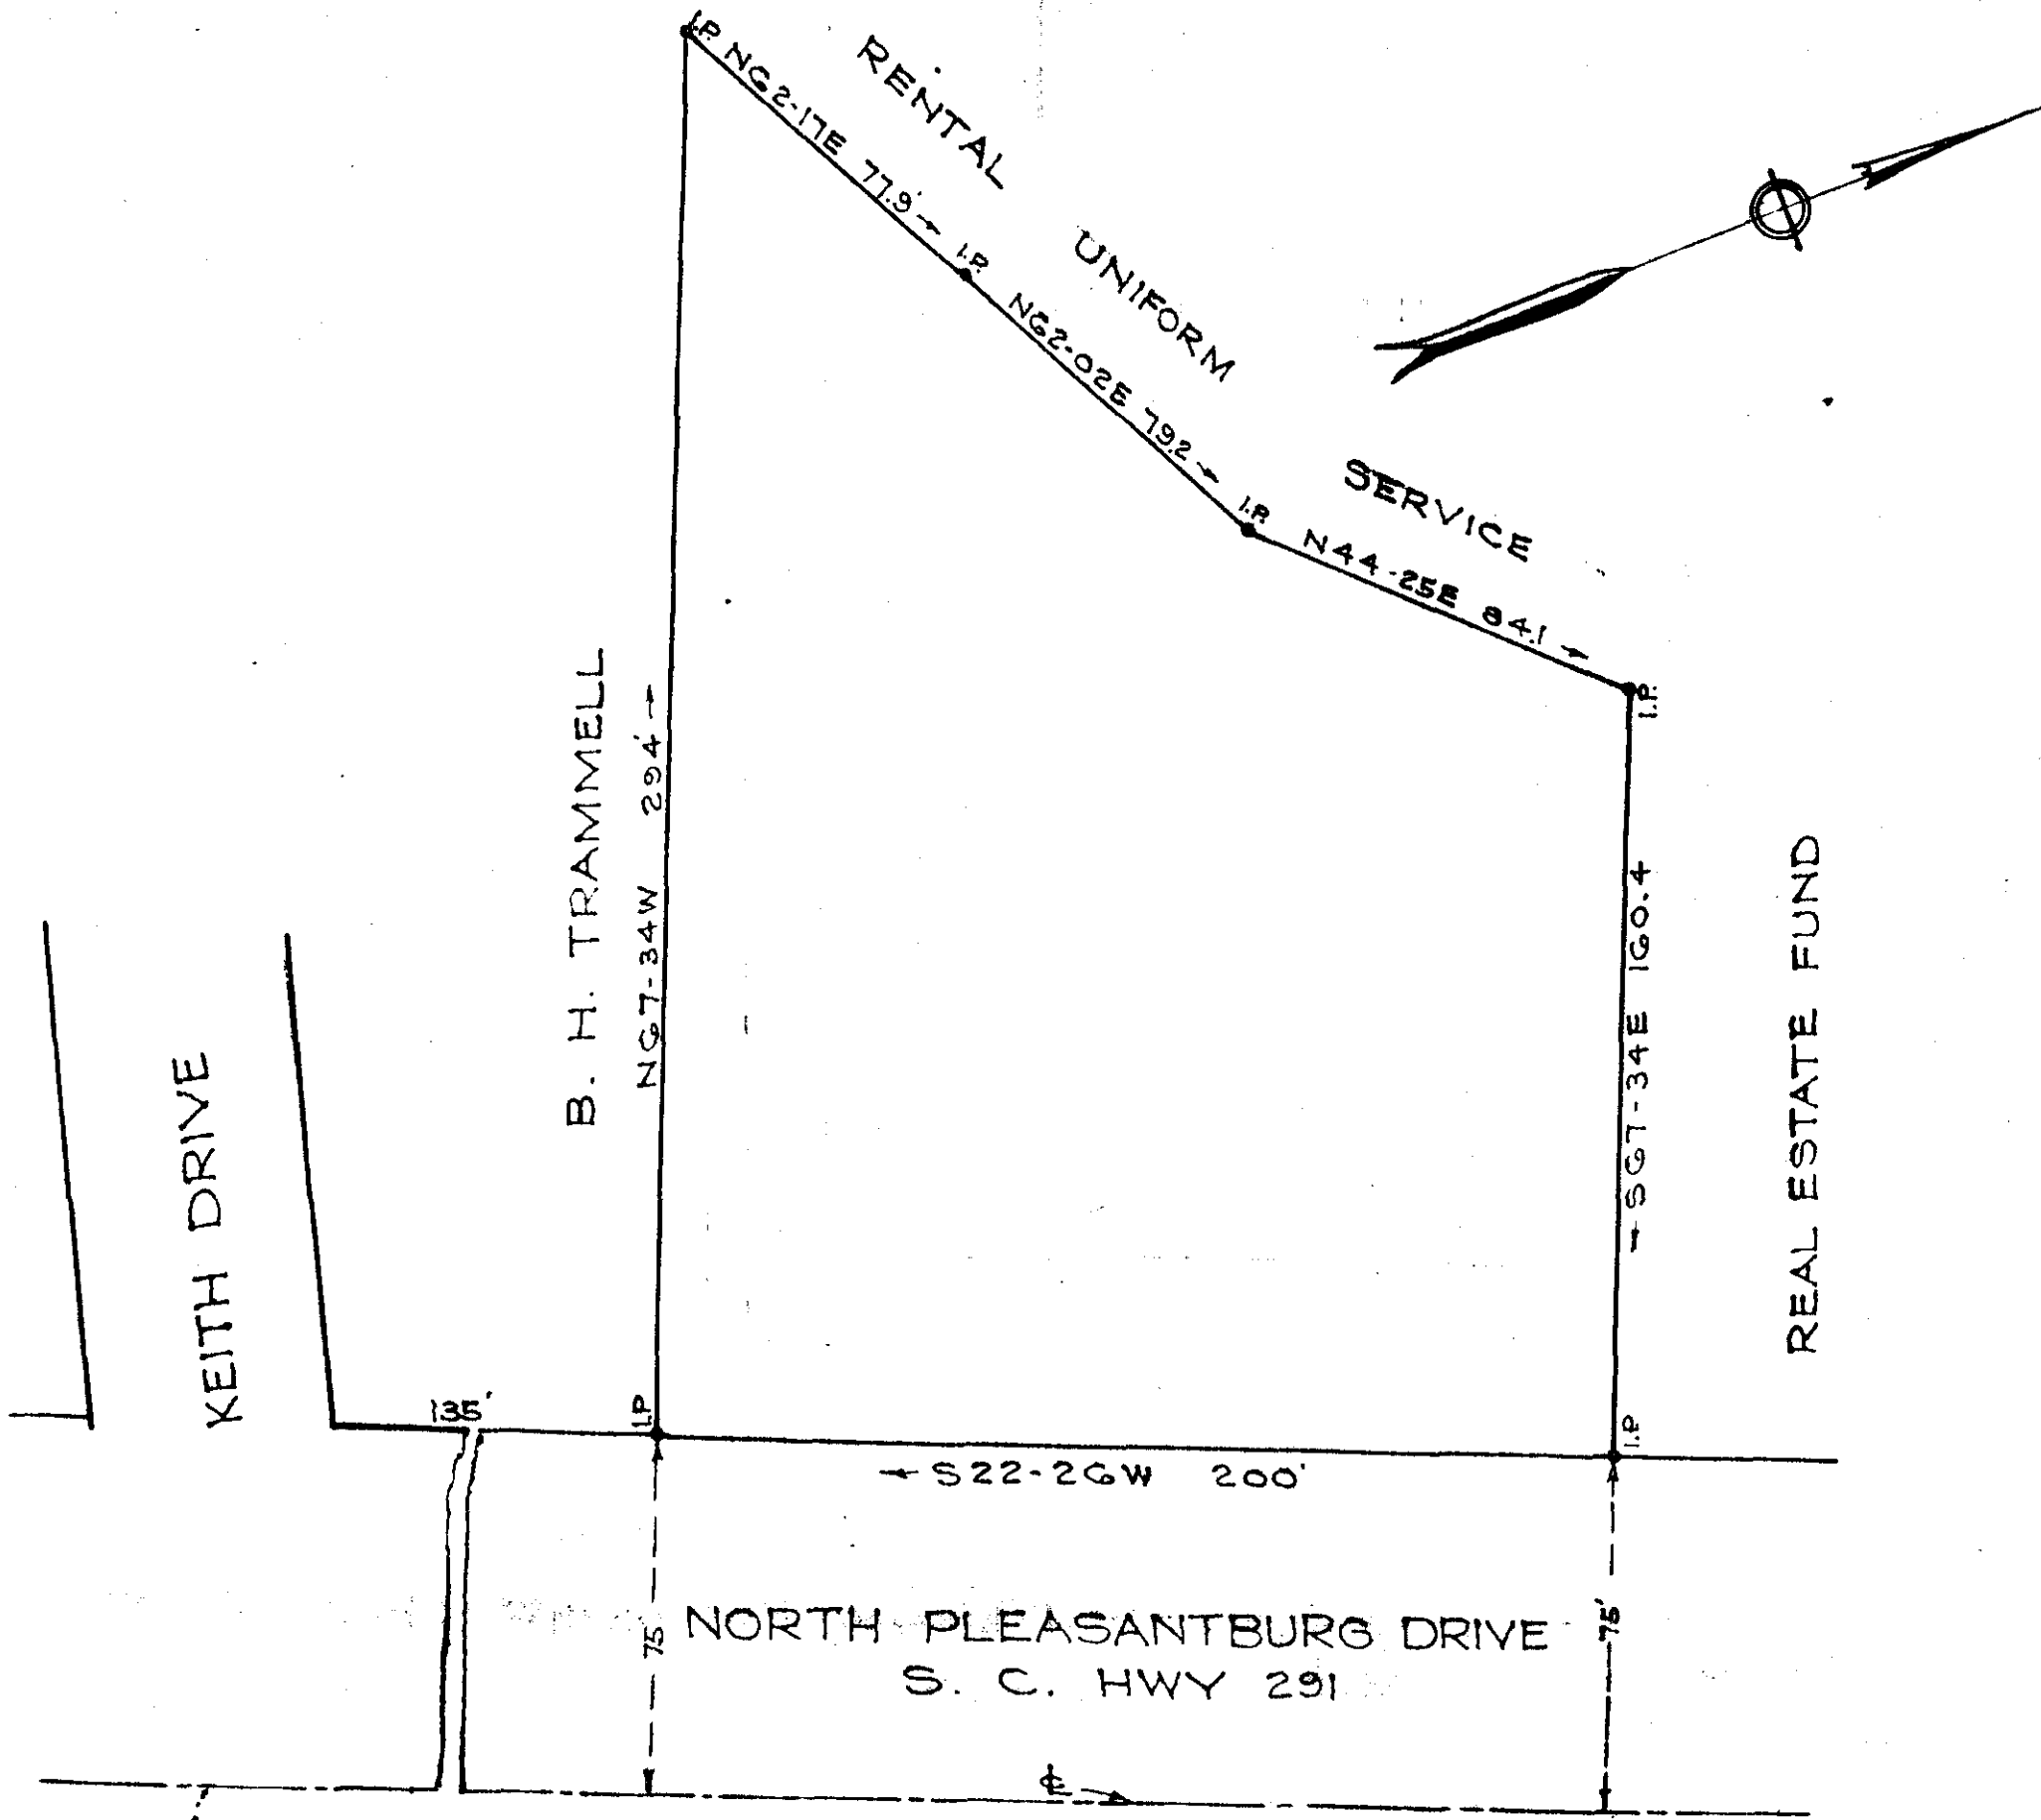 I.P.
N62-17E 77.9'
RENTAL
I.P.
UNIFORM
N62-02E 79.2
I.P.
SERVICE
N44-25E 84.1
I.P.
B. H. TRAMMELL
N67-34W 294'
S67-34E 160.4
REAL ESTATE FUND
KEITH DRIVE
135'
I.P.
I.P.
S22-26W 200'
75'
NORTH PLEASANTBURG DRIVE
75'
S. C. HWY 291
℄